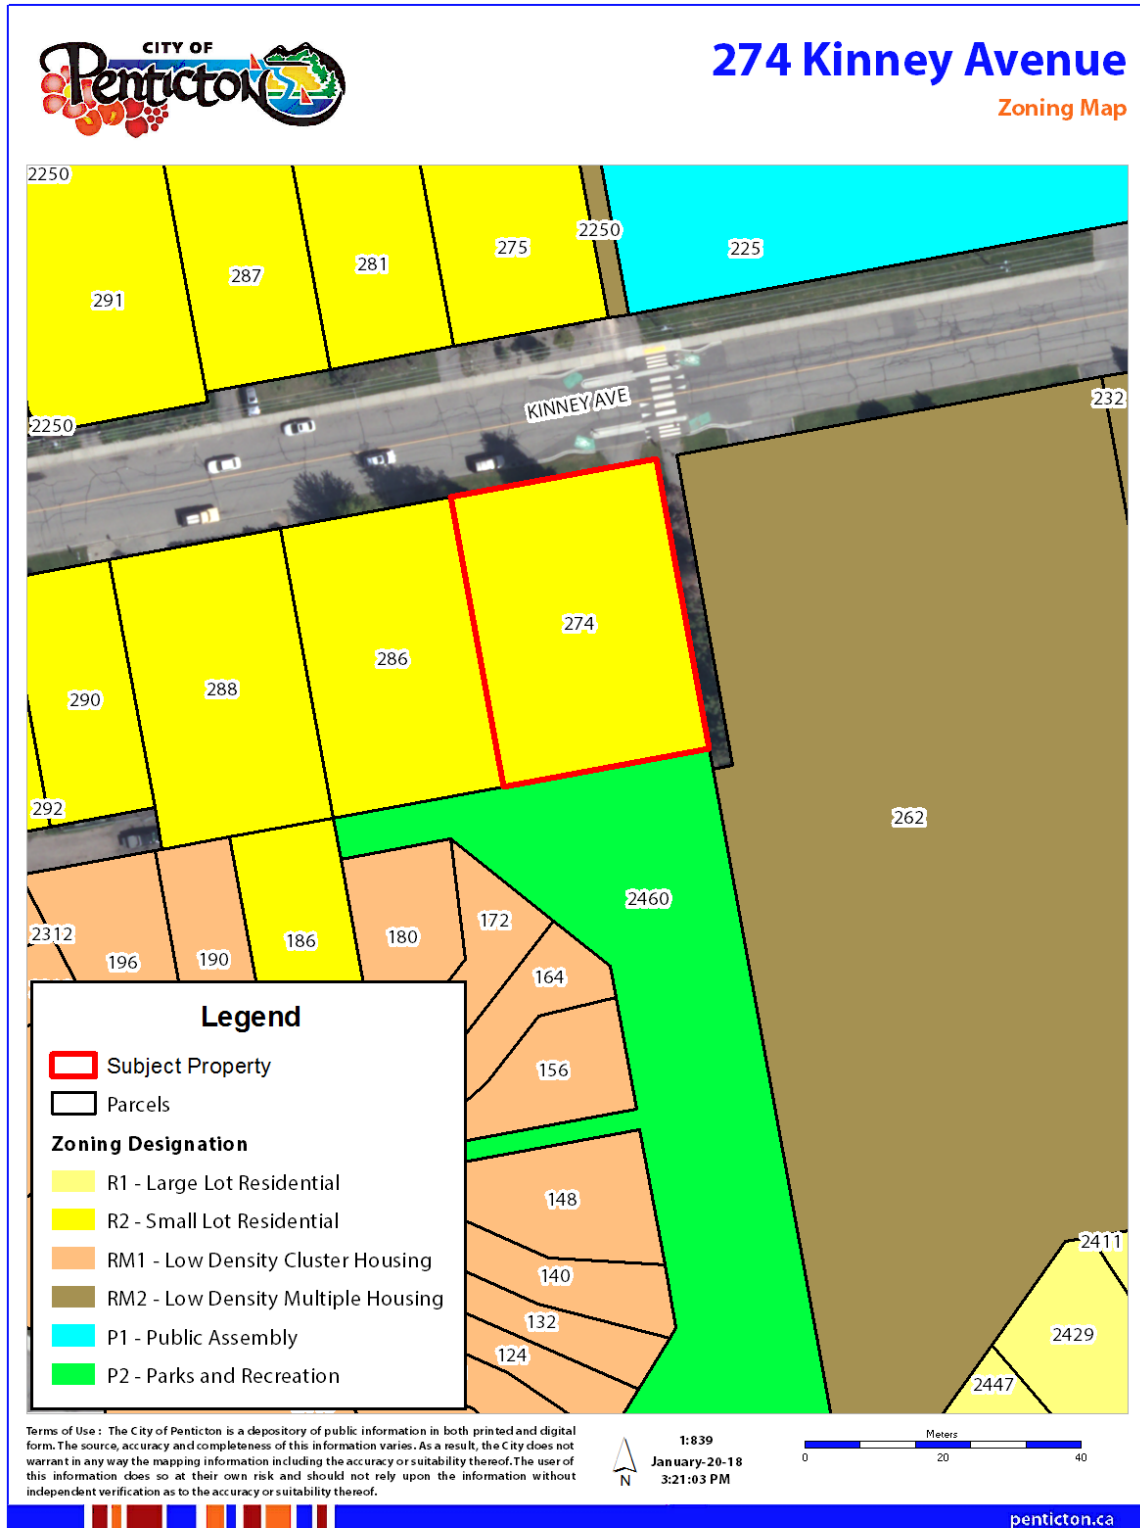 CITY OF
Penticton
274 Kinney Avenue
Zoning Map
2250
291
287
281
275
2250
225
2250
KINNEY AVE
232
290
288
286
274
292
262
2460
2312
196
190
186
180
172
164
156
148
140
132
124
2411
2429
2447
Legend
Subject Property
Parcels
Zoning Designation
R1 - Large Lot Residential
R2 - Small Lot Residential
RM1 - Low Density Cluster Housing
RM2 - Low Density Multiple Housing
P1 - Public Assembly
P2 - Parks and Recreation
Terms of Use : The City of Penticton is a depository of public information in both printed and digital
form. The source, accuracy and completeness of this information varies. As a result, the City does not
warrant in any way the mapping information including the accuracy or suitability thereof. The user of
this information does so at their own risk and should not rely upon the information without
independent verification as to the accuracy or suitability thereof.
N
1:839
January-20-18
3:21:03 PM
Meters
0 20 40
penticton.ca